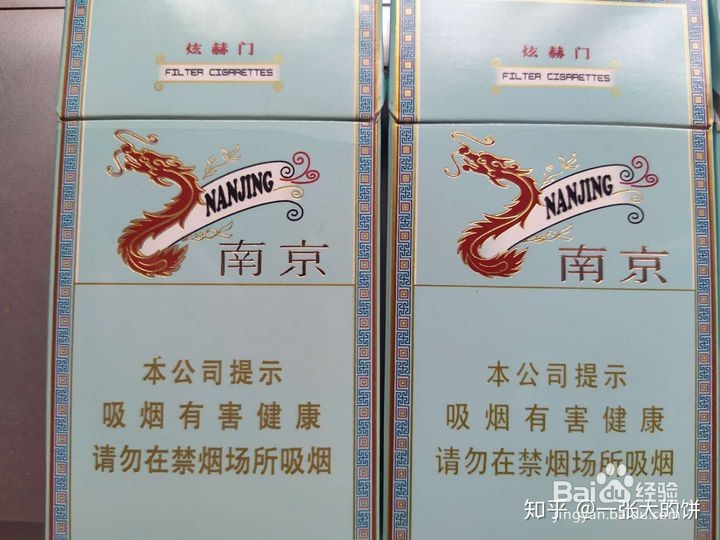 炫赫门
FILTER CIGARETTES
NANJING
南京
本公司提示
吸烟有害健康
请勿在禁烟场所吸烟
炫赫门
FILTER CIGARETTES
NANJING
南京
本公司提示
吸烟有害健康
请勿在禁烟场所吸烟
Baidu经验
jingyan.baidu.com
知乎 @一张大的饼